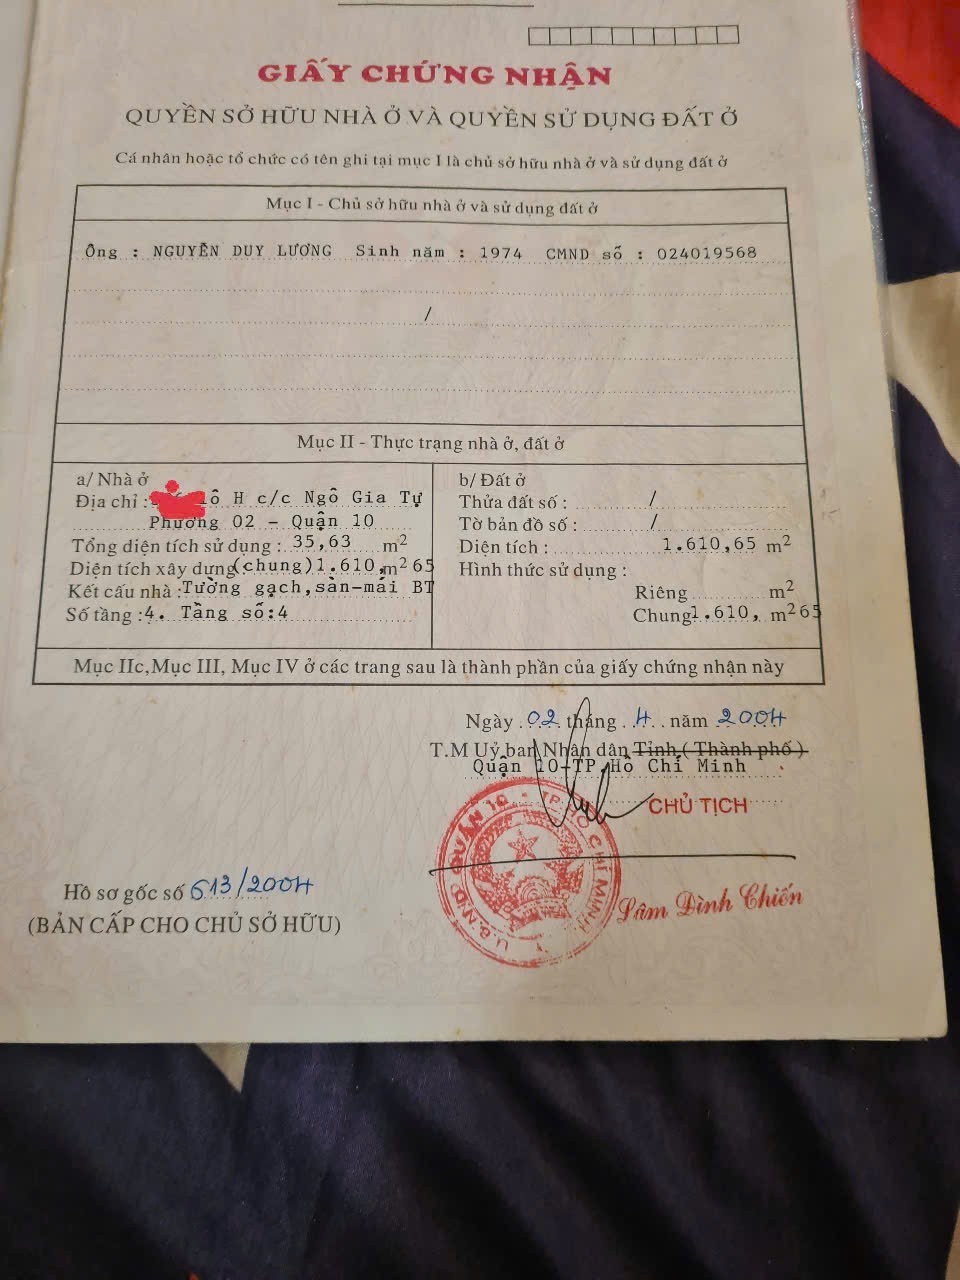 GIẤY CHỨNG NHẬN
QUYỀN SỞ HỮU NHÀ Ở VÀ QUYỀN SỬ DỤNG ĐẤT Ở
Cá nhân hoặc tổ chức có tên ghi tại mục I là chủ sở hữu nhà ở và sử dụng đất ở
Mục I - Chủ sở hữu nhà ở và sử dụng đất ở
Ông : NGUYỄN DUY LƯƠNG Sinh năm : 1974 CMND số : 024019568
/
Mục II - Thực trạng nhà ở, đất ở
a/ Nhà ở
Địa chỉ : lô H c/c Ngô Gia Tự
Phường 02 - Quận 10
Tổng diện tích sử dụng : 35,63 m2
Diện tích xây dựng:(chung)1.610,m2 65
Kết cấu nhà :Tường gạch,sàn-mái BT
Số tầng :4. Tầng số:4
b/ Đất ở
Thửa đất số : /
Tờ bản đồ số : /
Diện tích : 1.610,65 m2
Hình thức sử dụng :
Riêng m2
Chung1.610, m2 65
Mục IIc,Mục III, Mục IV ở các trang sau là thành phần của giấy chứng nhận này
Ngày 02 tháng 4 năm 2004
T.M Uỷ ban Nhân dân Tỉnh ( Thành phố )
Quận 10-TP.Hồ Chí Minh
CHỦ TỊCH
U.B.N.D QUẬN 10 - TP. HỒ CHÍ MINH
Lâm Đình Chiến
Hồ sơ gốc số 613/2004
(BẢN CẤP CHO CHỦ SỞ HỮU)